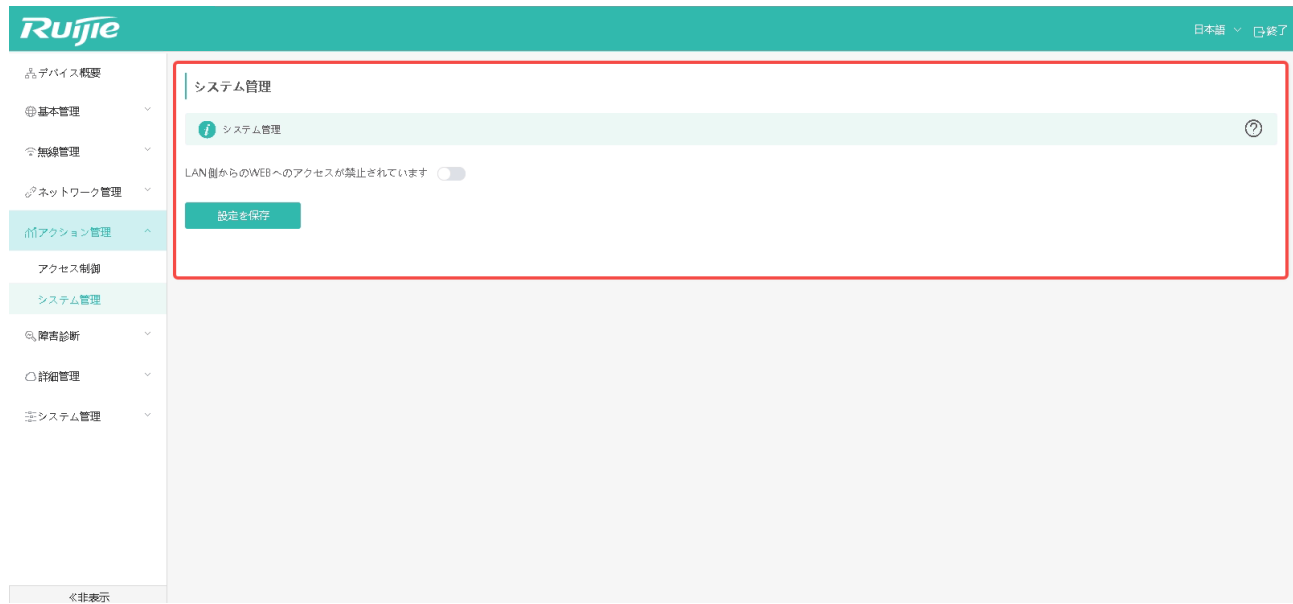 Ruijie
日本語 終了
デバイス概要
基本管理
無線管理
ネットワーク管理
アクション管理
アクセス制御
システム管理
障害診断
詳細管理
システム管理
≪非表示
システム管理
システム管理
LAN側からのWEBへのアクセスが禁止されています
設定を保存